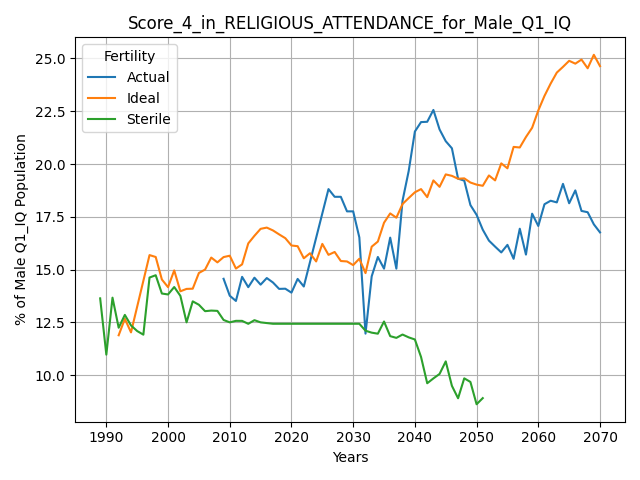 Score_4_in_RELIGIOUS_ATTENDANCE_for_Male_Q1_IQ
Fertility
Actual
Ideal
Sterile
% of Male Q1_IQ Population
25.0
22.5
20.0
17.5
15.0
12.5
10.0
1990 2000 2010 2020 2030 2040 2050 2060 2070
Years